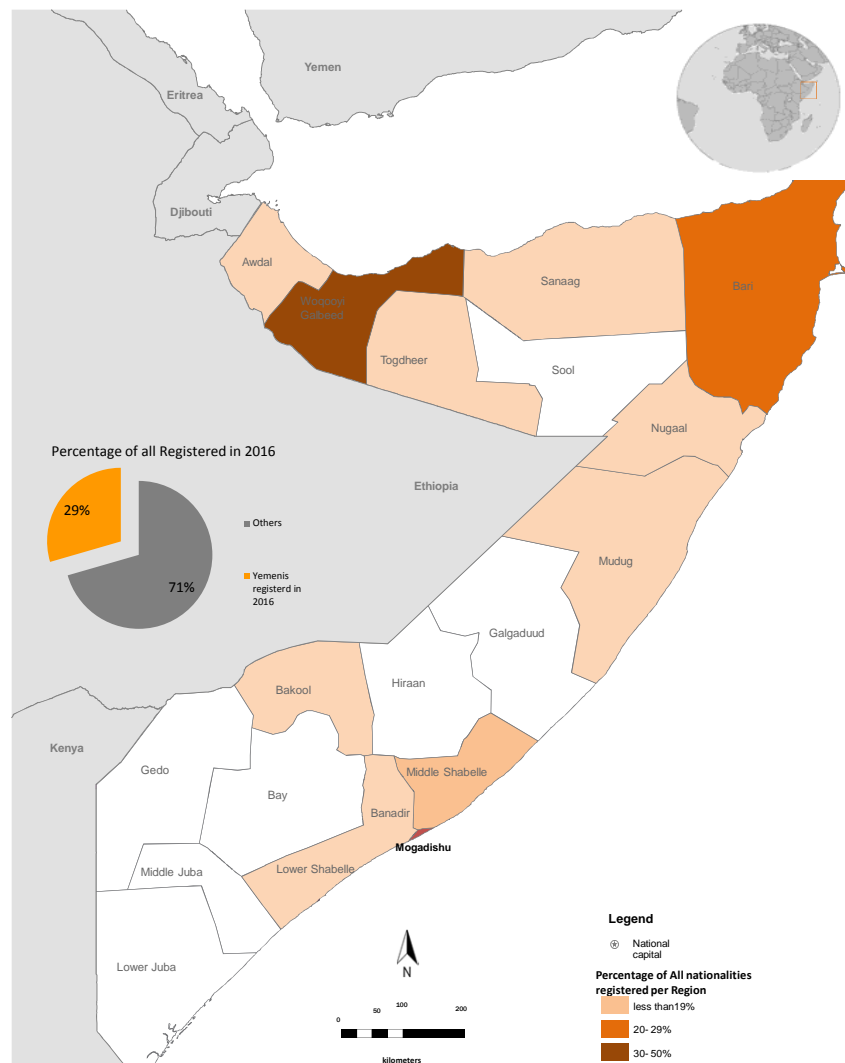 Yemen
Eritrea
Djibouti
Awdal
Woqooyi
Galbeed
Togdheer
Sanaag
Bari
Sool
Nugaal
Percentage of all Registered in 2016
29%
71%
Others
Yemenis
registerd in
2016
Ethiopia
Mudug
Galgaduud
Hiraan
Bakool
Kenya
Gedo
Bay
Middle Shabelle
Banadir
Mogadishu
Middle Juba
Lower Shabelle
Lower Juba
N
0
50
100
200
kilometers
Legend
National
capital
Percentage of All nationalities
registered per Region
less than19%
20- 29%
30- 50%